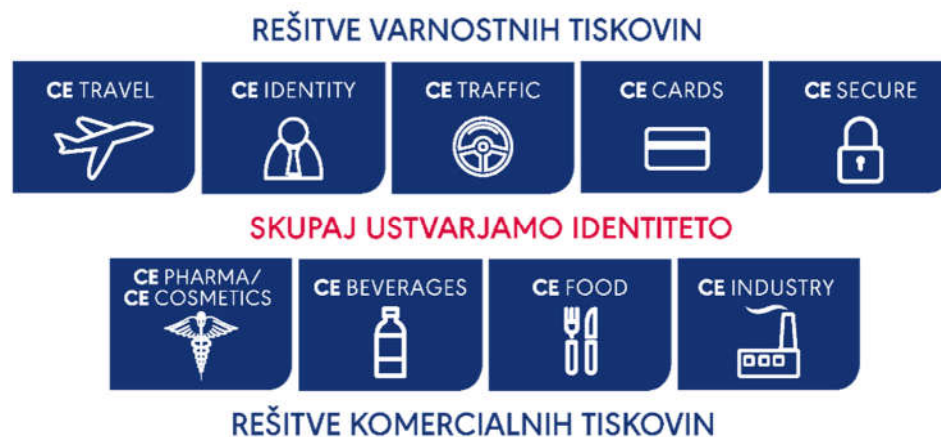 REŠITVE VARNOSTNIH TISKOVIN
CE TRAVEL
CE IDENTITY
CE TRAFFIC
CE CARDS
CE SECURE
SKUPAJ USTVARJAMO IDENTITETO
CE PHARMA/
CE COSMETICS
CE BEVERAGES
CE FOOD
CE INDUSTRY
REŠITVE KOMERCIALNIH TISKOVIN